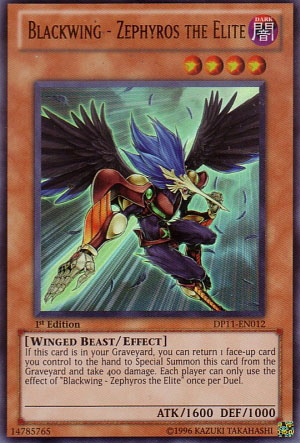 BLACKWING - ZEPHYROS THE ELITE
DARK
闇
1st Edition
DP11-EN012
[WINGED BEAST/EFFECT]
If this card is in your Graveyard, you can return 1 face-up card
you control to the hand to Special Summon this card from the
Graveyard and take 400 damage. Each player can only use
the effect of "Blackwing - Zephyros the Elite" once per Duel.
ATK/1600 DEF/1000
14785765
©1996 KAZUKI TAKAHASHI